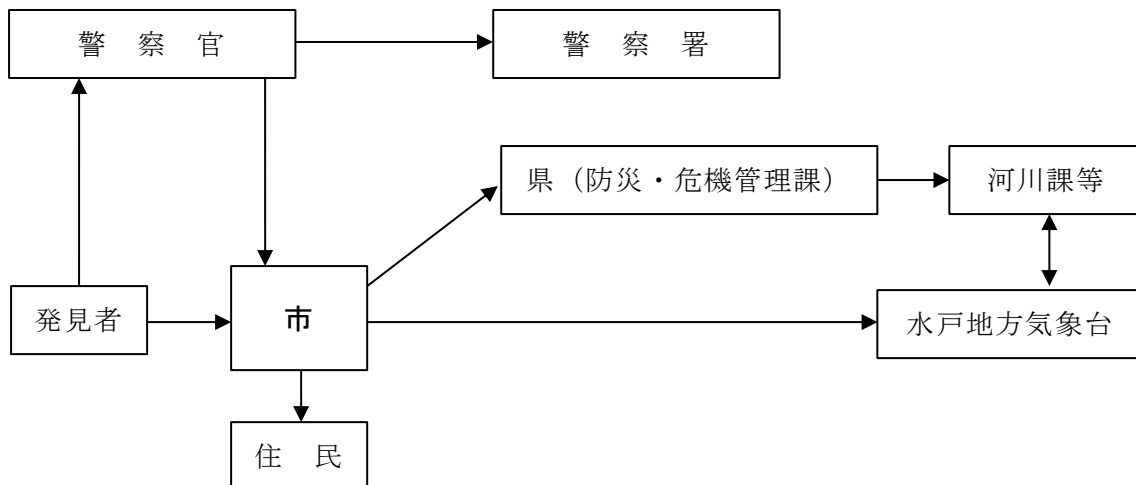 警 察 官
警 察 署
県（防災・危機管理課）
河川課等
発見者
市
水戸地方気象台
住 民